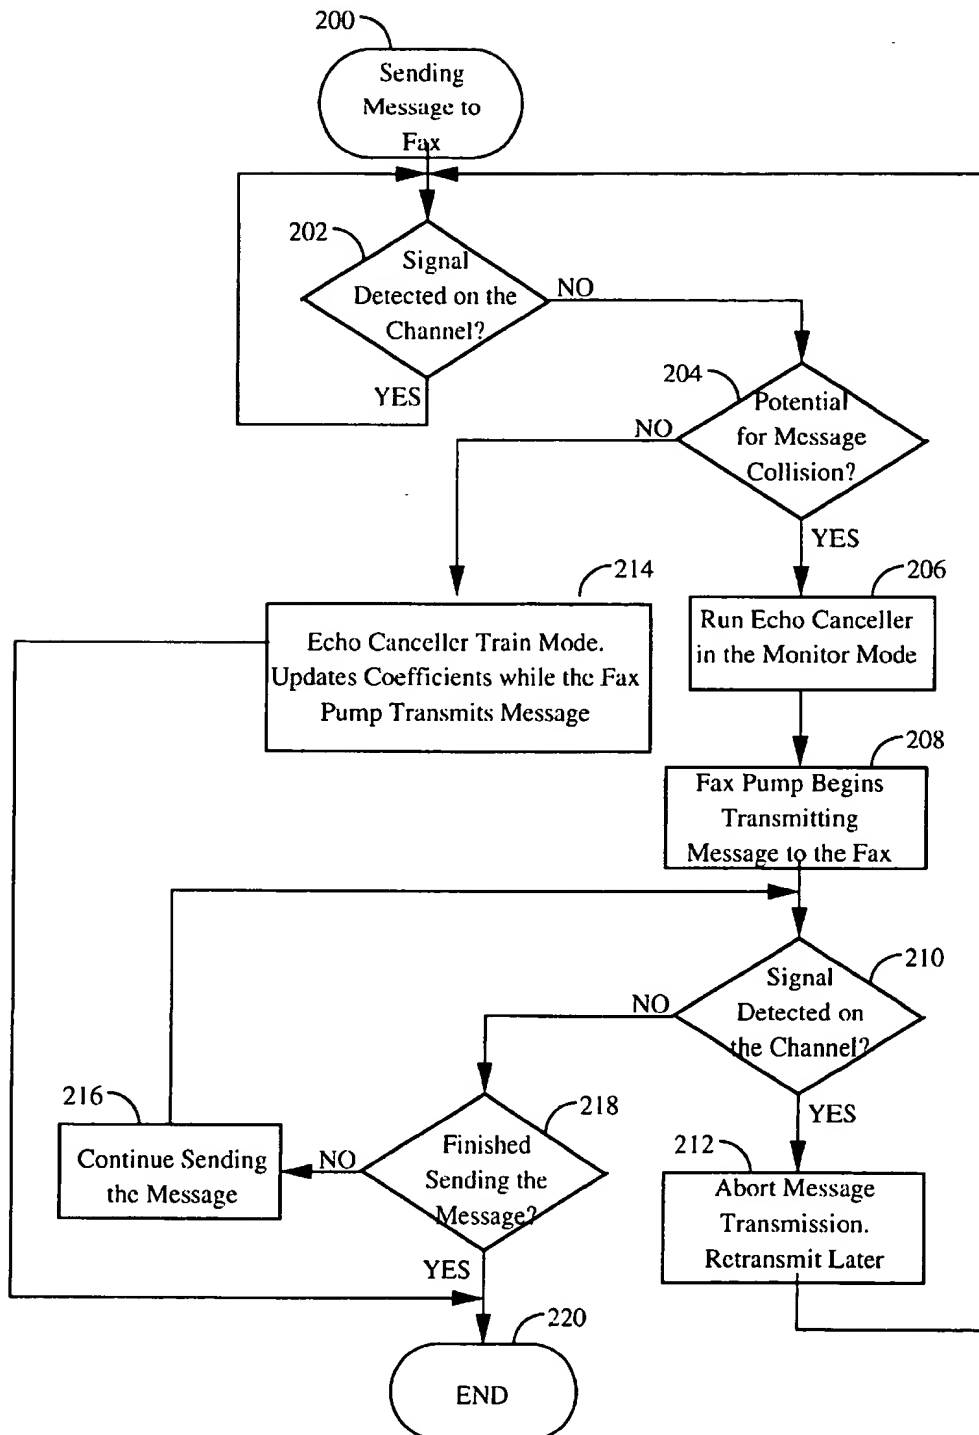 200
Sending
Message to
Fax
202
Signal
Detected on the
Channel?
NO
YES
204
Potential
for Message
Collision?
NO
YES
214
Echo Canceller Train Mode.
Updates Coefficients while the Fax
Pump Transmits Message
206
Run Echo Canceller
in the Monitor Mode
208
Fax Pump Begins
Transmitting
Message to the Fax
210
Signal
Detected on
the Channel?
NO
YES
216
Continue Sending
the Message
218
Finished
Sending the
Message?
NO
YES
212
Abort Message
Transmission.
Retransmit Later
220
END